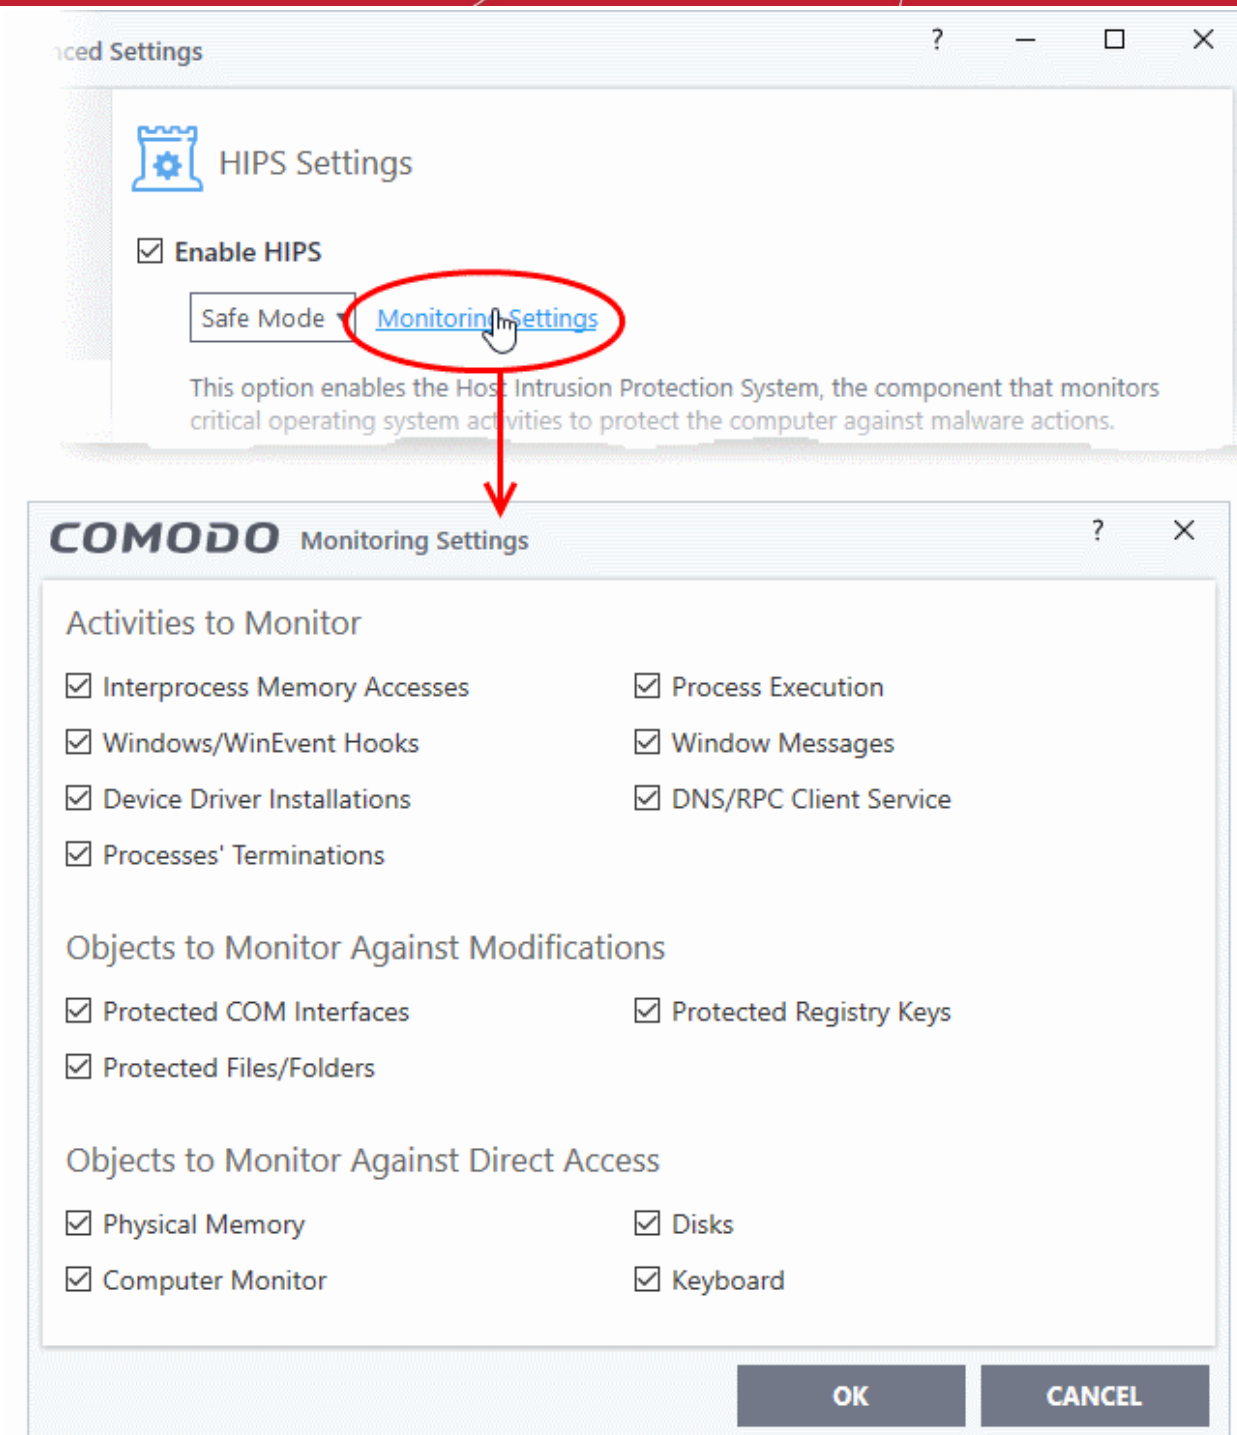 Settings
?
HIPS Settings
Enable HIPS
Safe Mode Monitoring Settings
This option enables the Host Intrusion Protection System, the component that monitors
critical operating system activities to protect the computer against malware actions.
COMODO Monitoring Settings ?
Activities to Monitor
Interprocess Memory Accesses
Process Execution
Windows/WinEvent Hooks
Window Messages
Device Driver Installations
DNS/RPC Client Service
Processes' Terminations
Objects to Monitor Against Modifications
Protected COM Interfaces
Protected Registry Keys
Protected Files/Folders
Objects to Monitor Against Direct Access
Physical Memory
Disks
Computer Monitor
Keyboard
OK
CANCEL